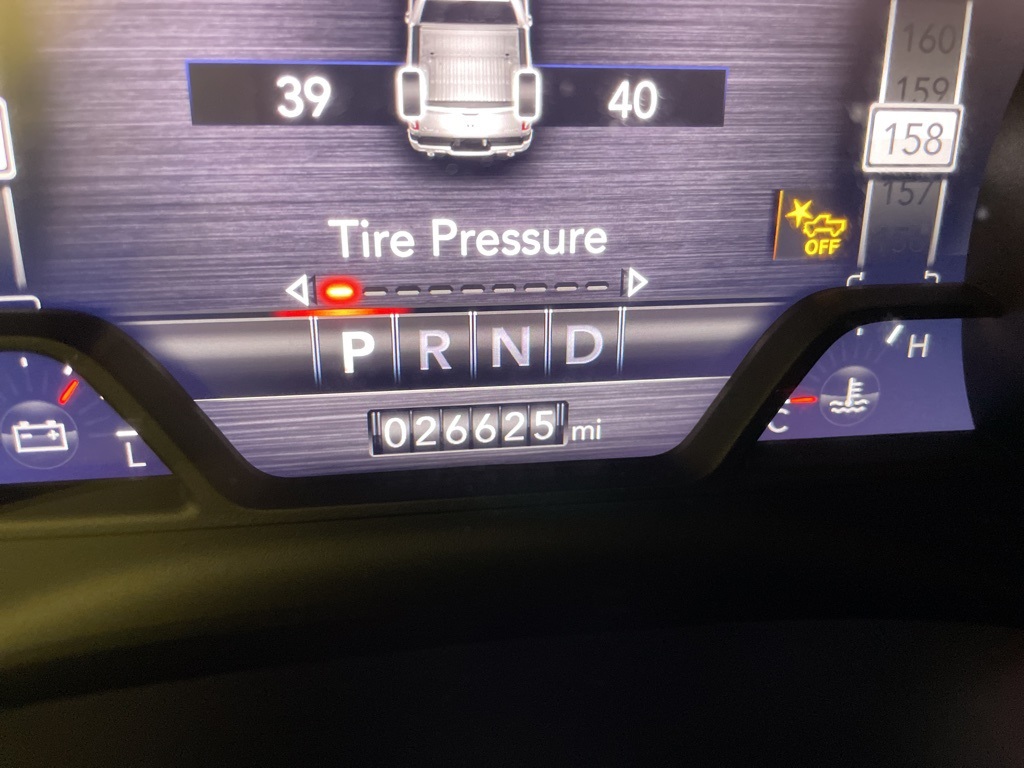 160
159
39 40
158
157
Tire Pressure
OFF
P R N D
H
026625 mi
C
L